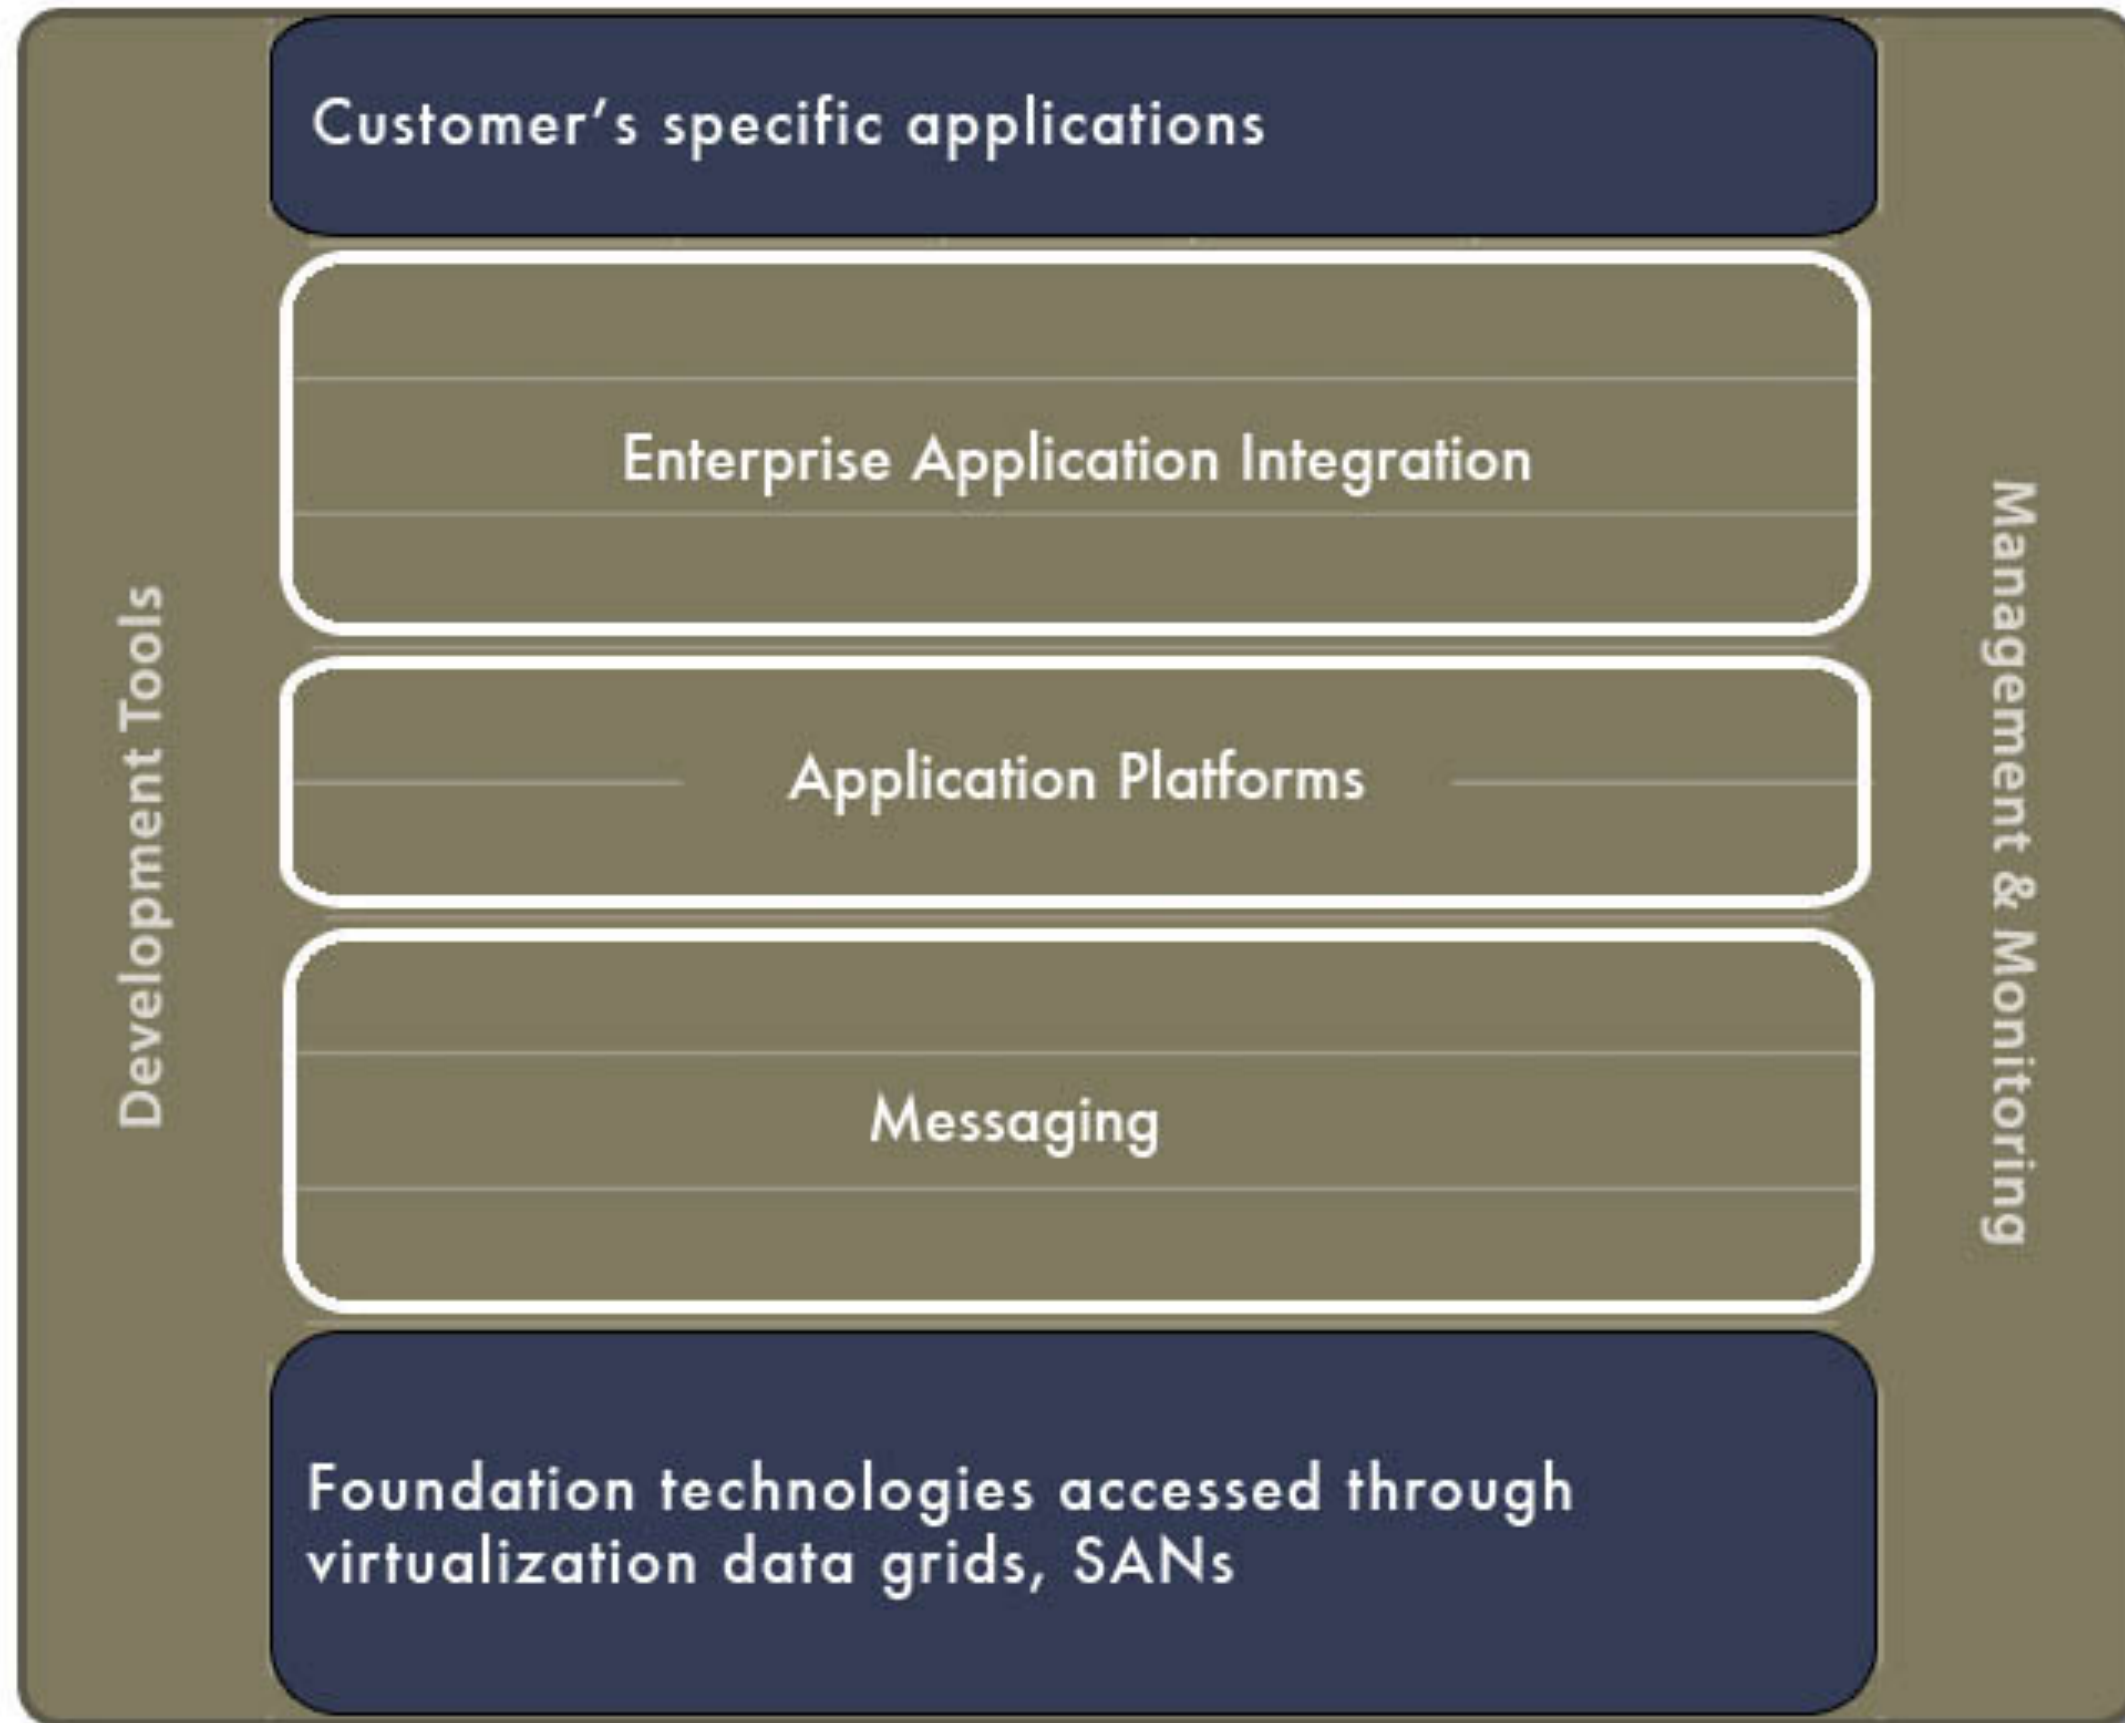 Customer’s specific applications
Enterprise Application Integration
Application Platforms
Messaging
Foundation technologies accessed through
virtualization data grids, SANs
Development Tools
Management & Monitoring